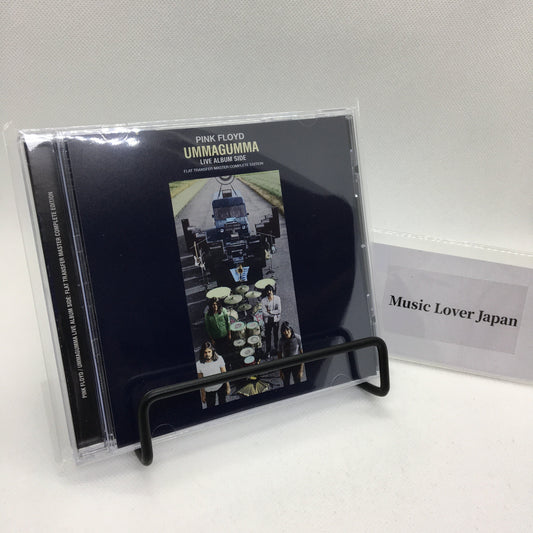 PINK FLOYD
UMMAGUMMA
LIVE ALBUM SIDE
FLAT TRANSFER MASTER COMPLETE EDITION
PINK FLOYD / UMMAGUMMA LIVE ALBUM SIDE: FLAT TRANSFER MASTER COMPLETE EDITION
Music Lover Japan